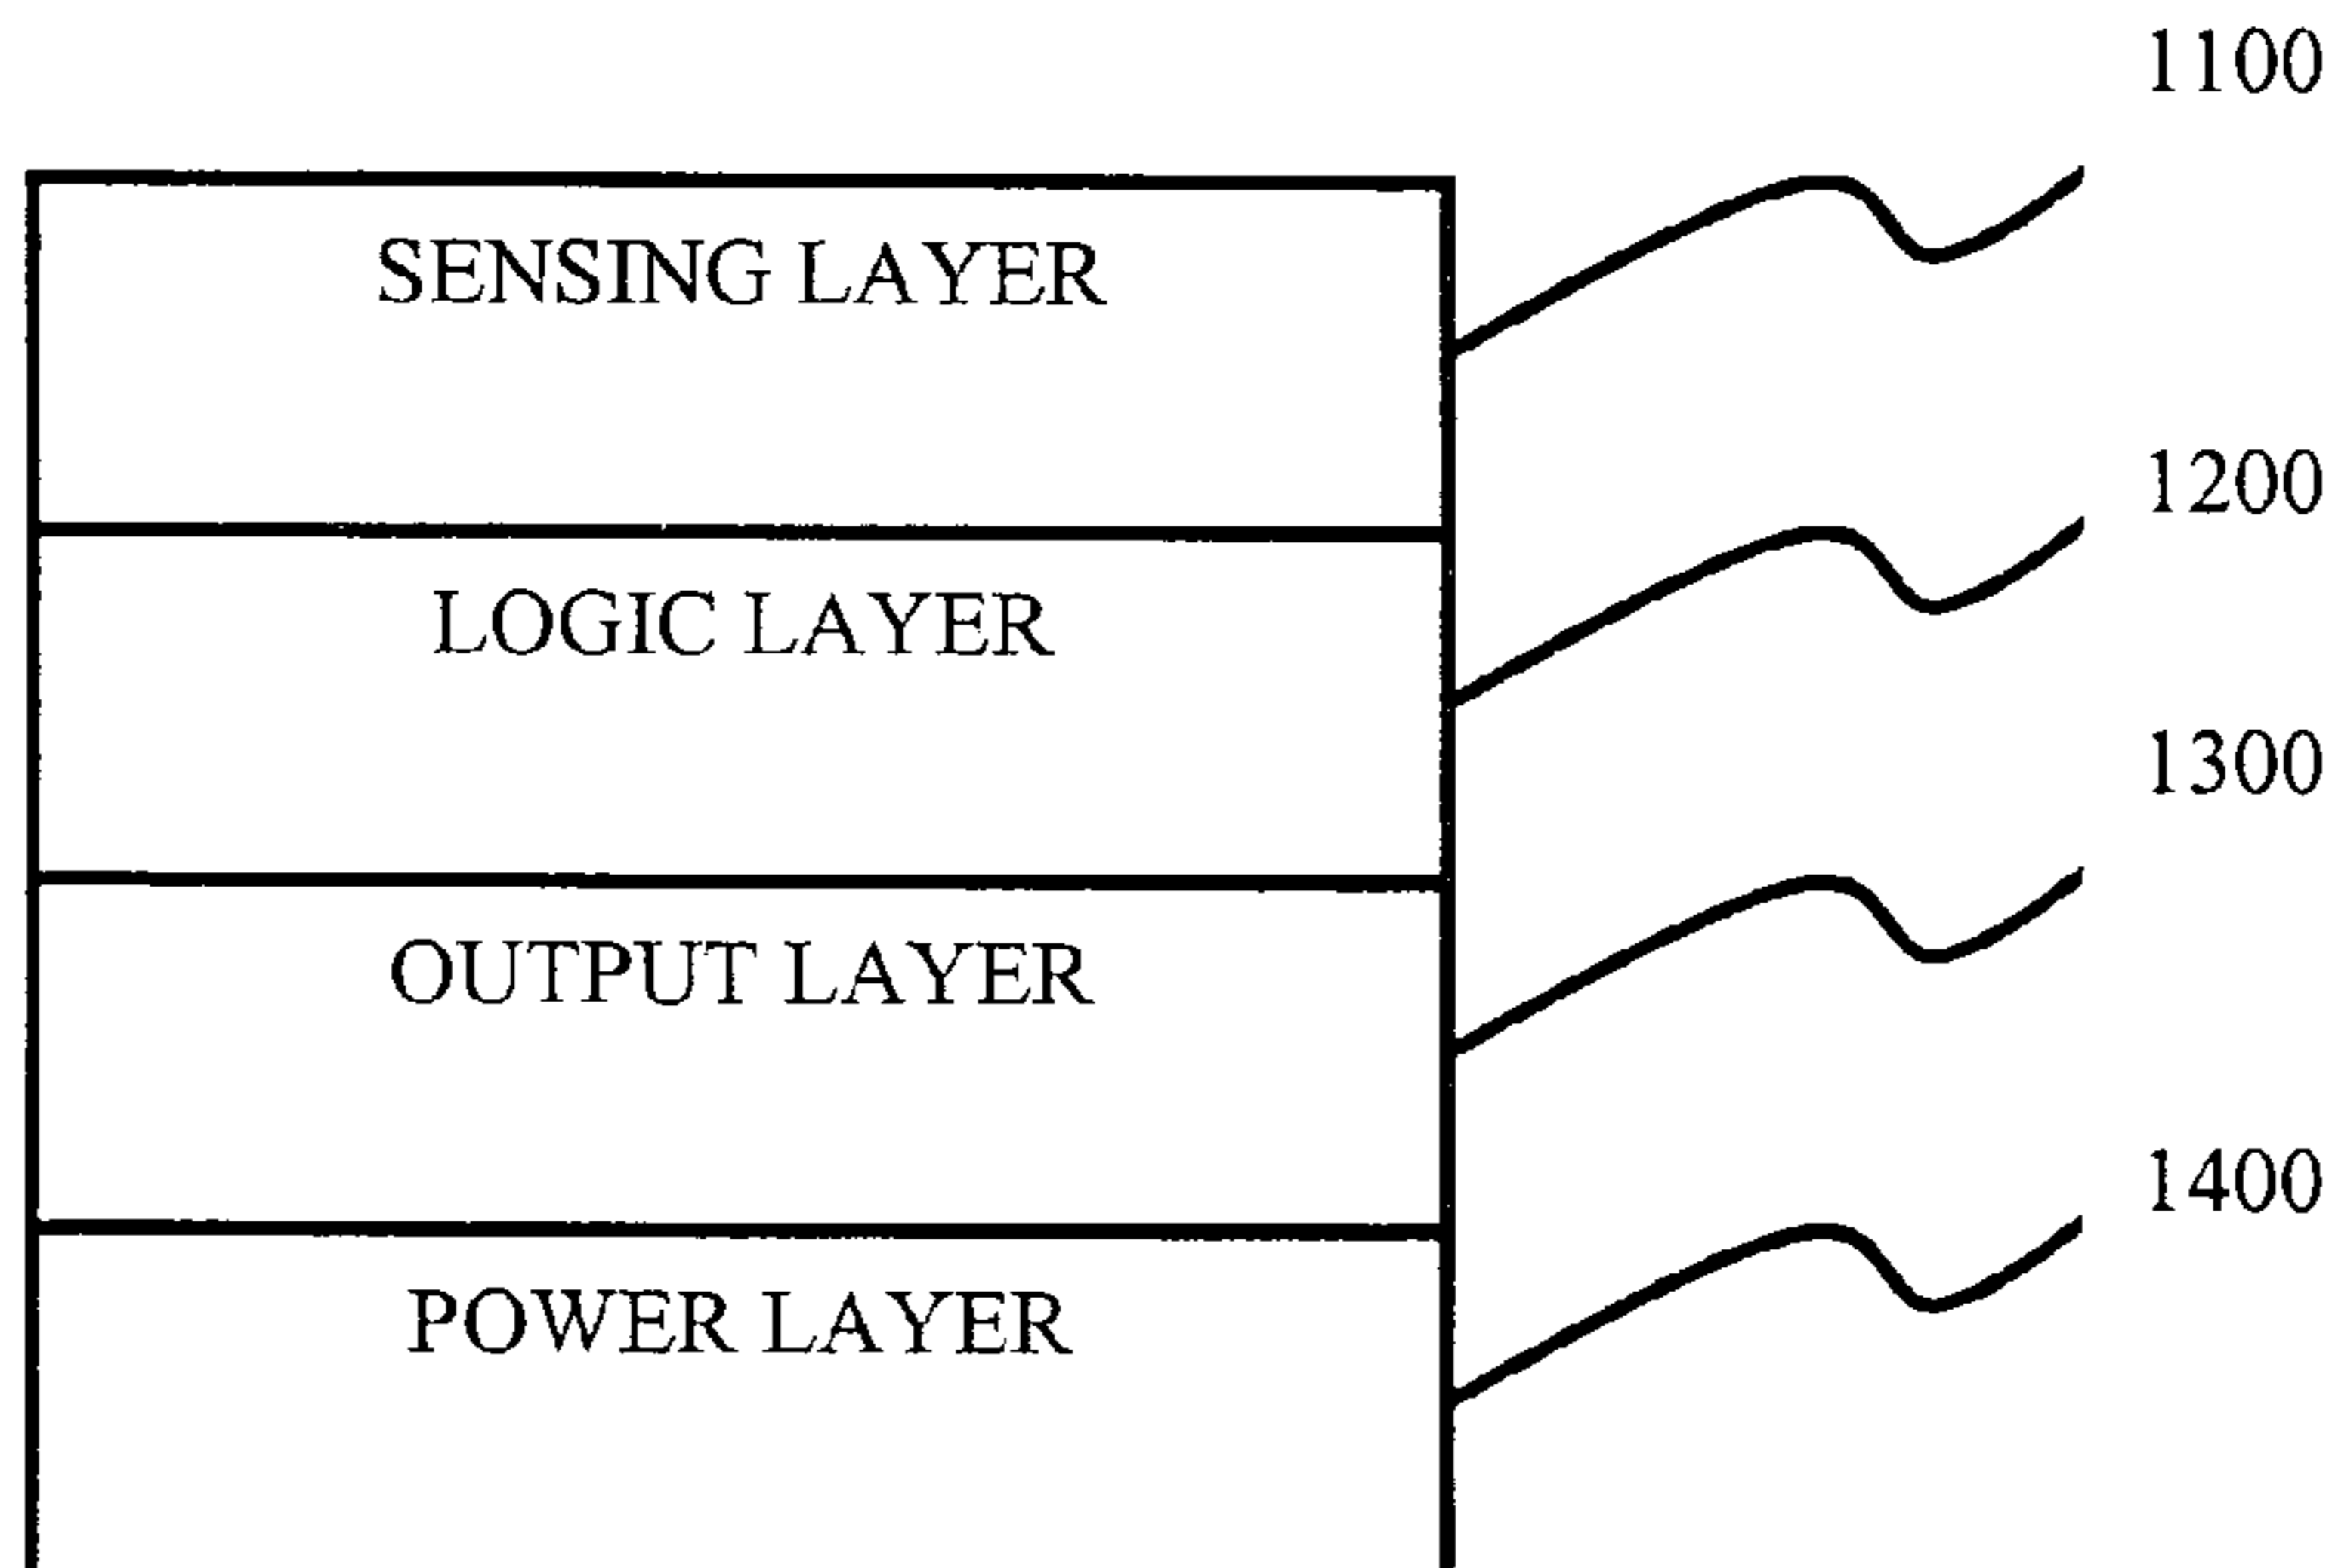 1100
SENSING LAYER
1200
LOGIC LAYER
1300
OUTPUT LAYER
1400
POWER LAYER